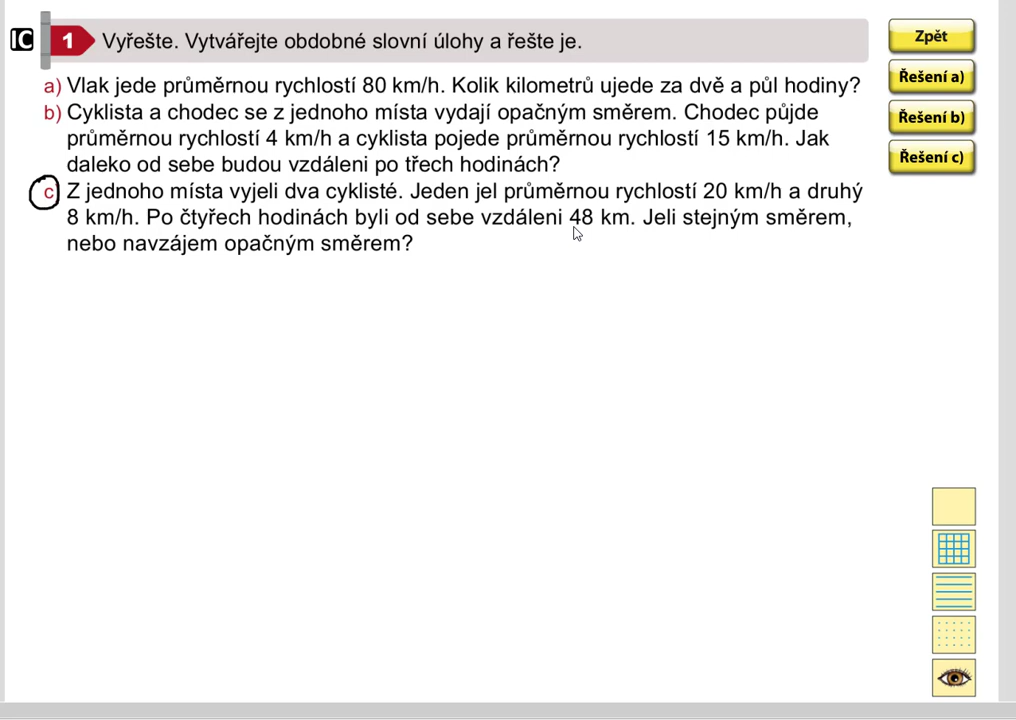 IC
1 Vyřešte. Vytvářejte obdobné slovní úlohy a řešte je.
a) Vlak jede průměrnou rychlostí 80 km/h. Kolik kilometrů ujede za dvě a půl hodiny?
b) Cyklista a chodec se z jednoho místa vydají opačným směrem. Chodec půjde
průměrnou rychlostí 4 km/h a cyklista pojede průměrnou rychlostí 15 km/h. Jak
daleko od sebe budou vzdáleni po třech hodinách?
c) Z jednoho místa vyjeli dva cyklisté. Jeden jel průměrnou rychlostí 20 km/h a druhý
8 km/h. Po čtyřech hodinách byli od sebe vzdáleni 48 km. Jeli stejným směrem,
nebo navzájem opačným směrem?
Zpět
Řešení a)
Řešení b)
Řešení c)